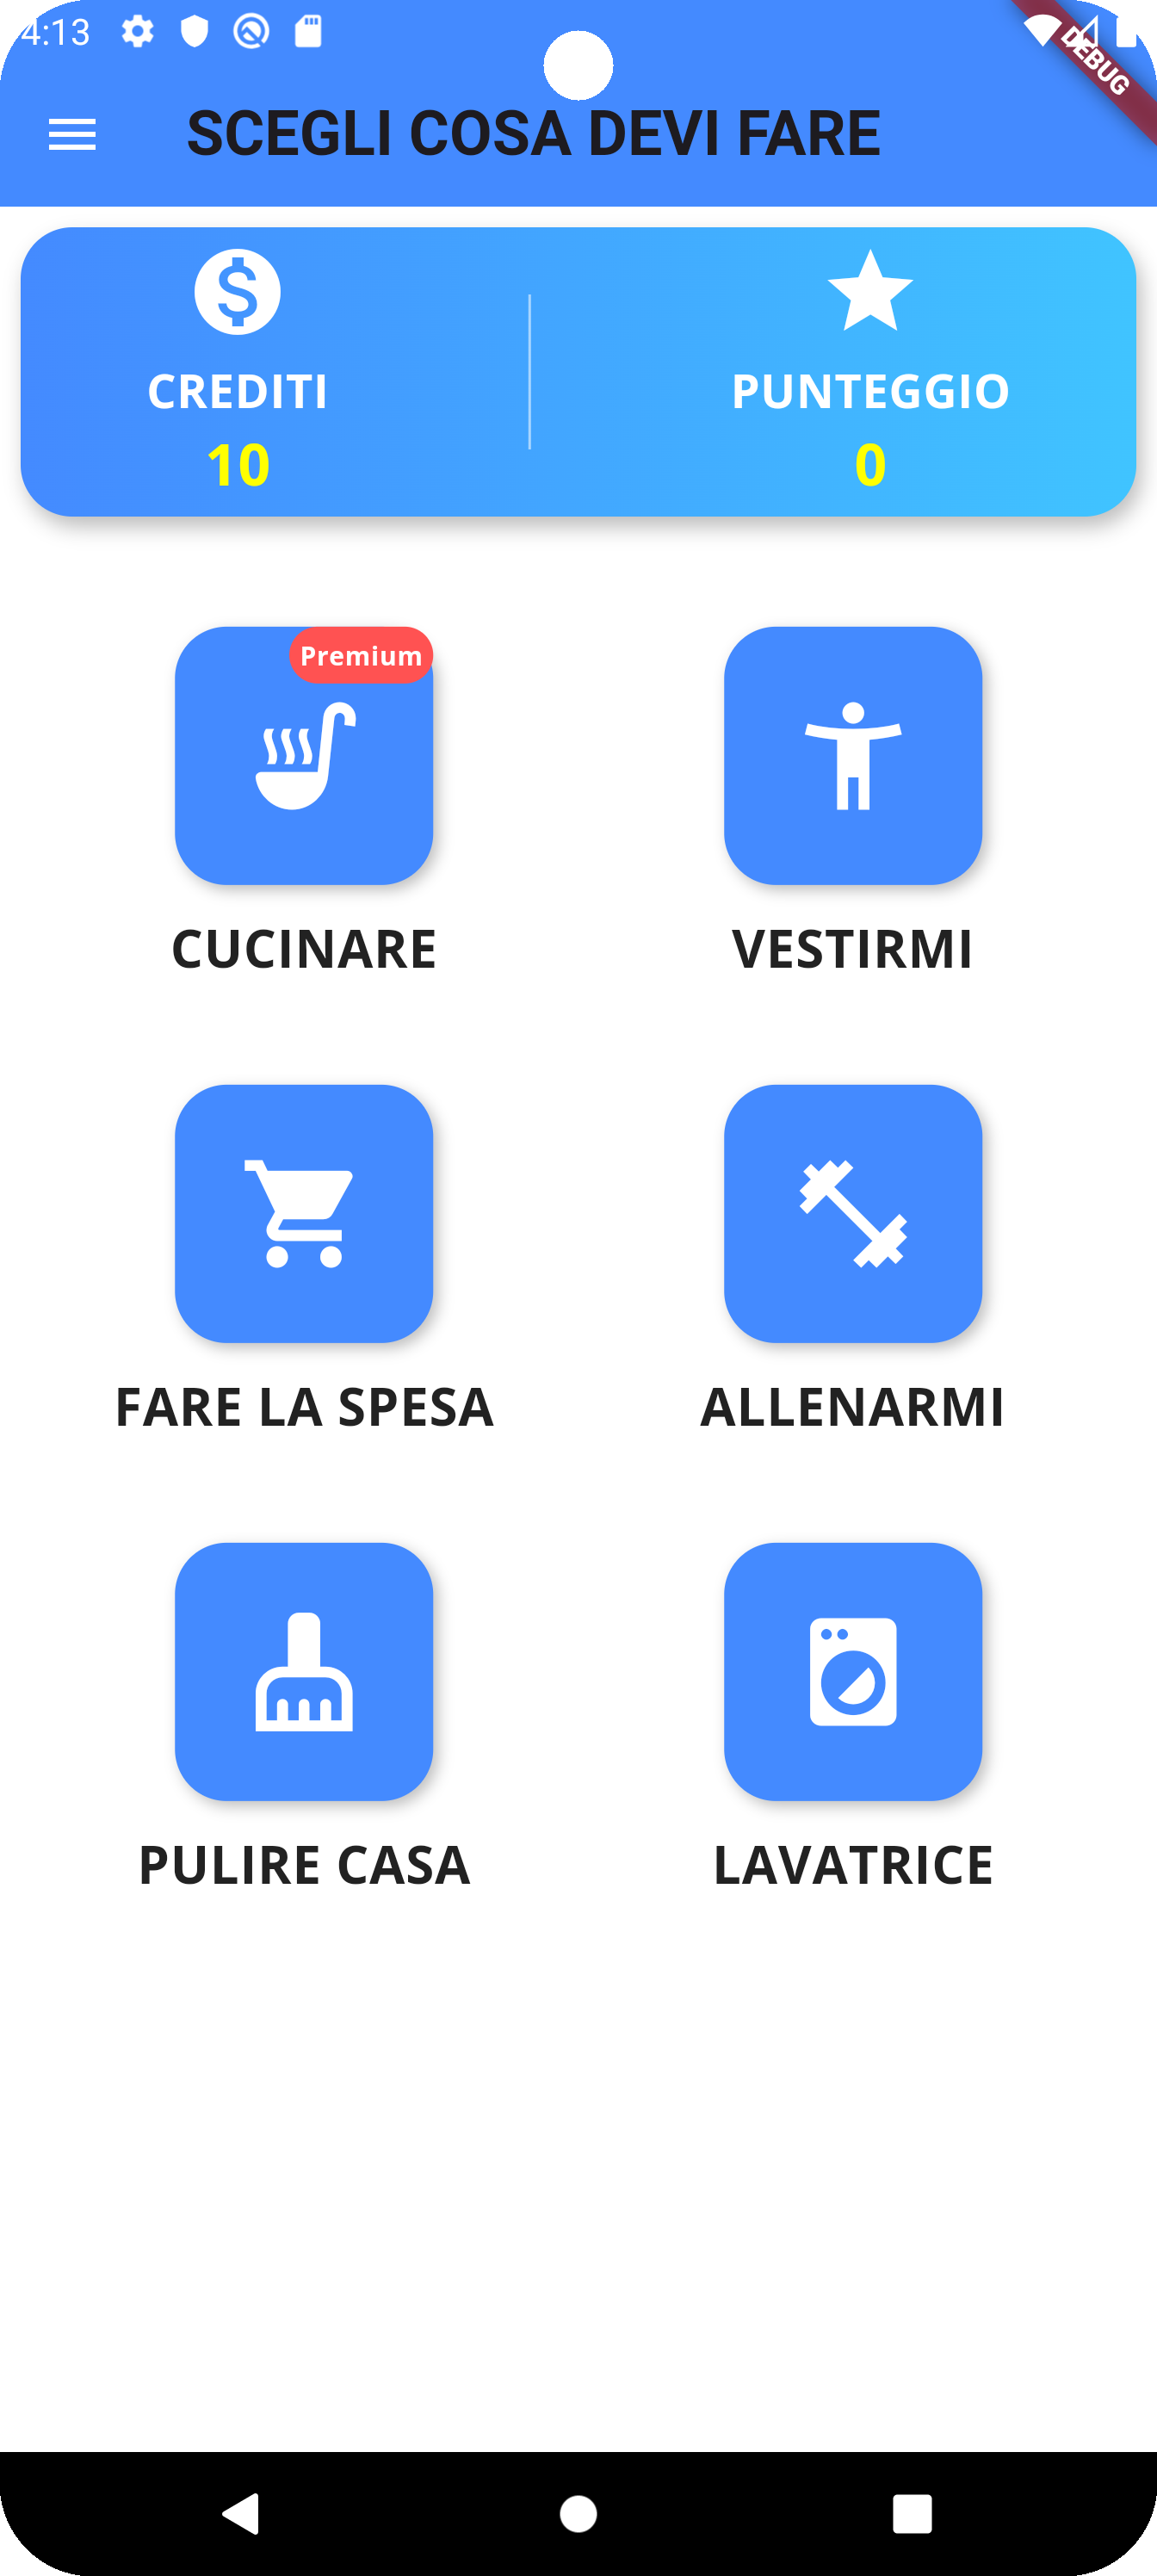 4:13
DEBUG
SCEGLI COSA DEVI FARE
CREDITI
PUNTEGGIO
10
0
Premium
CUCINARE
VESTIRMI
FARE LA SPESA
ALLENARMI
PULIRE CASA
LAVATRICE